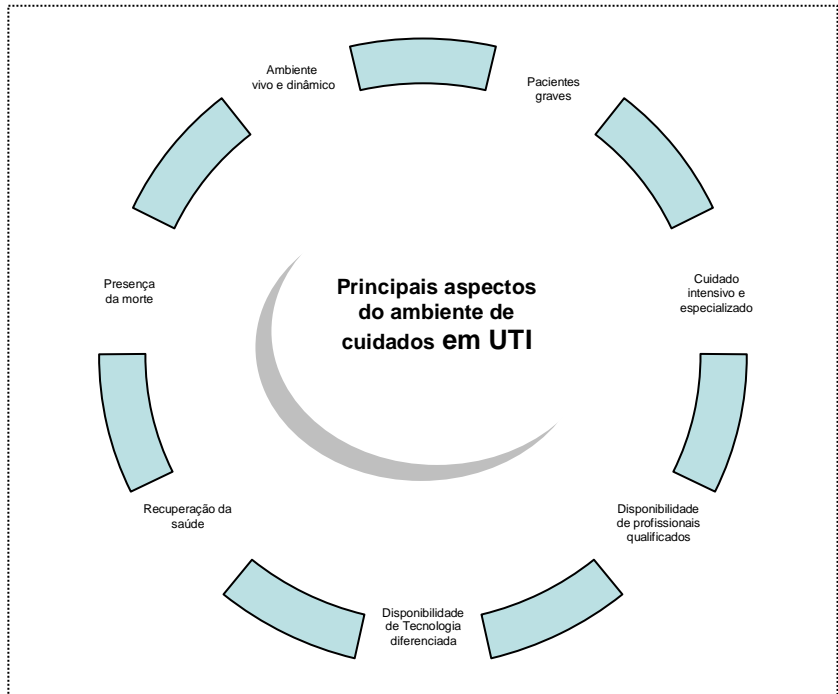 Ambiente
vivo e dinâmico
Pacientes
graves
Presença
da morte
Principais aspectos
do ambiente de
cuidados em UTI
Cuidado
intensivo e
especializado
Recuperação da
saúde
Disponibilidade
de profissionais
qualificados
Disponibilidade
de Tecnologia
diferenciada